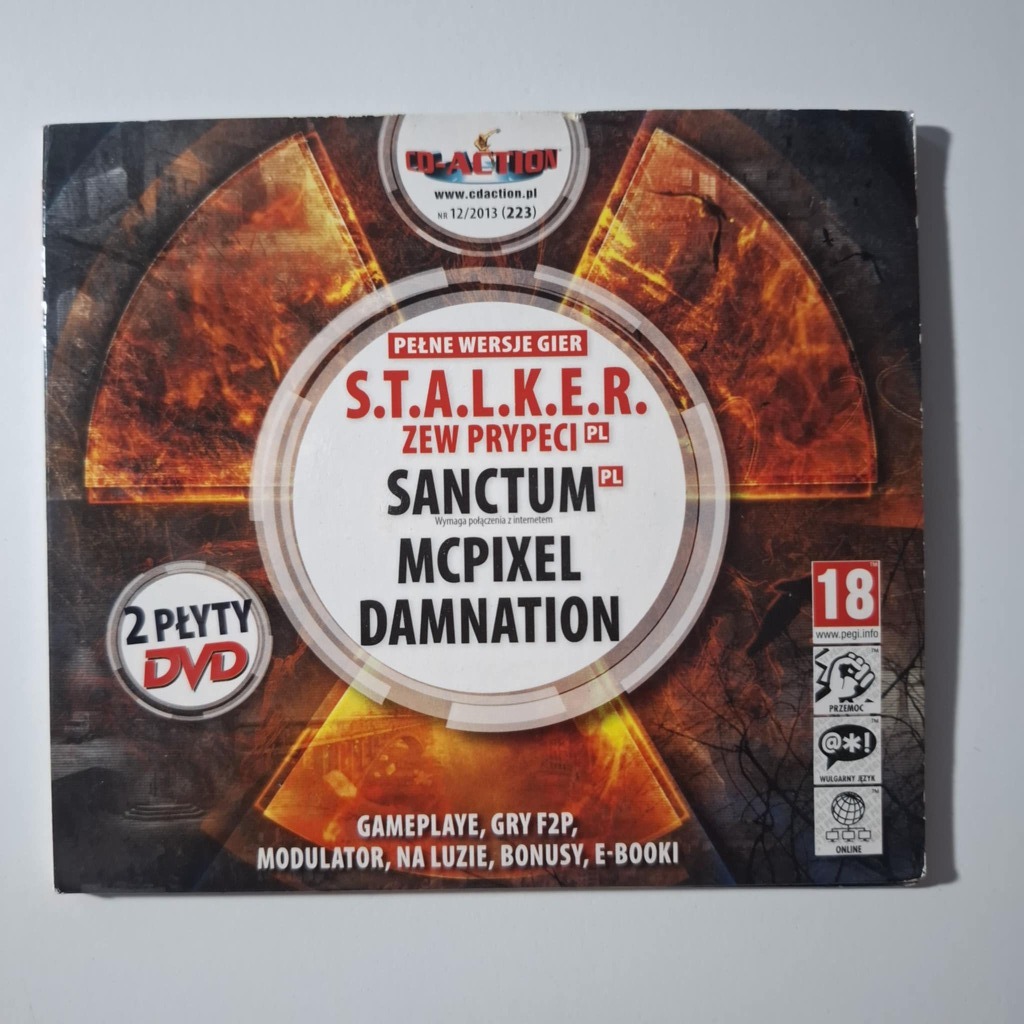 CD-ACTION
www.cdaction.pl
NR 12/2013 (223)
PEŁNE WERSJE GIER
S.T.A.L.K.E.R.
ZEW PRYPECI PL
SANCTUM PL
Wymaga połączenia z internetem
MCPIXEL
DAMNATION
2 PŁYTY
DVD
18
www.pegi.info
PRZEMOC
@*!
WULGARNY JĘZYK
ONLINE
GAMEPLAYE, GRY F2P,
MODULATOR, NA LUZIE, BONUSY, E-BOOKI